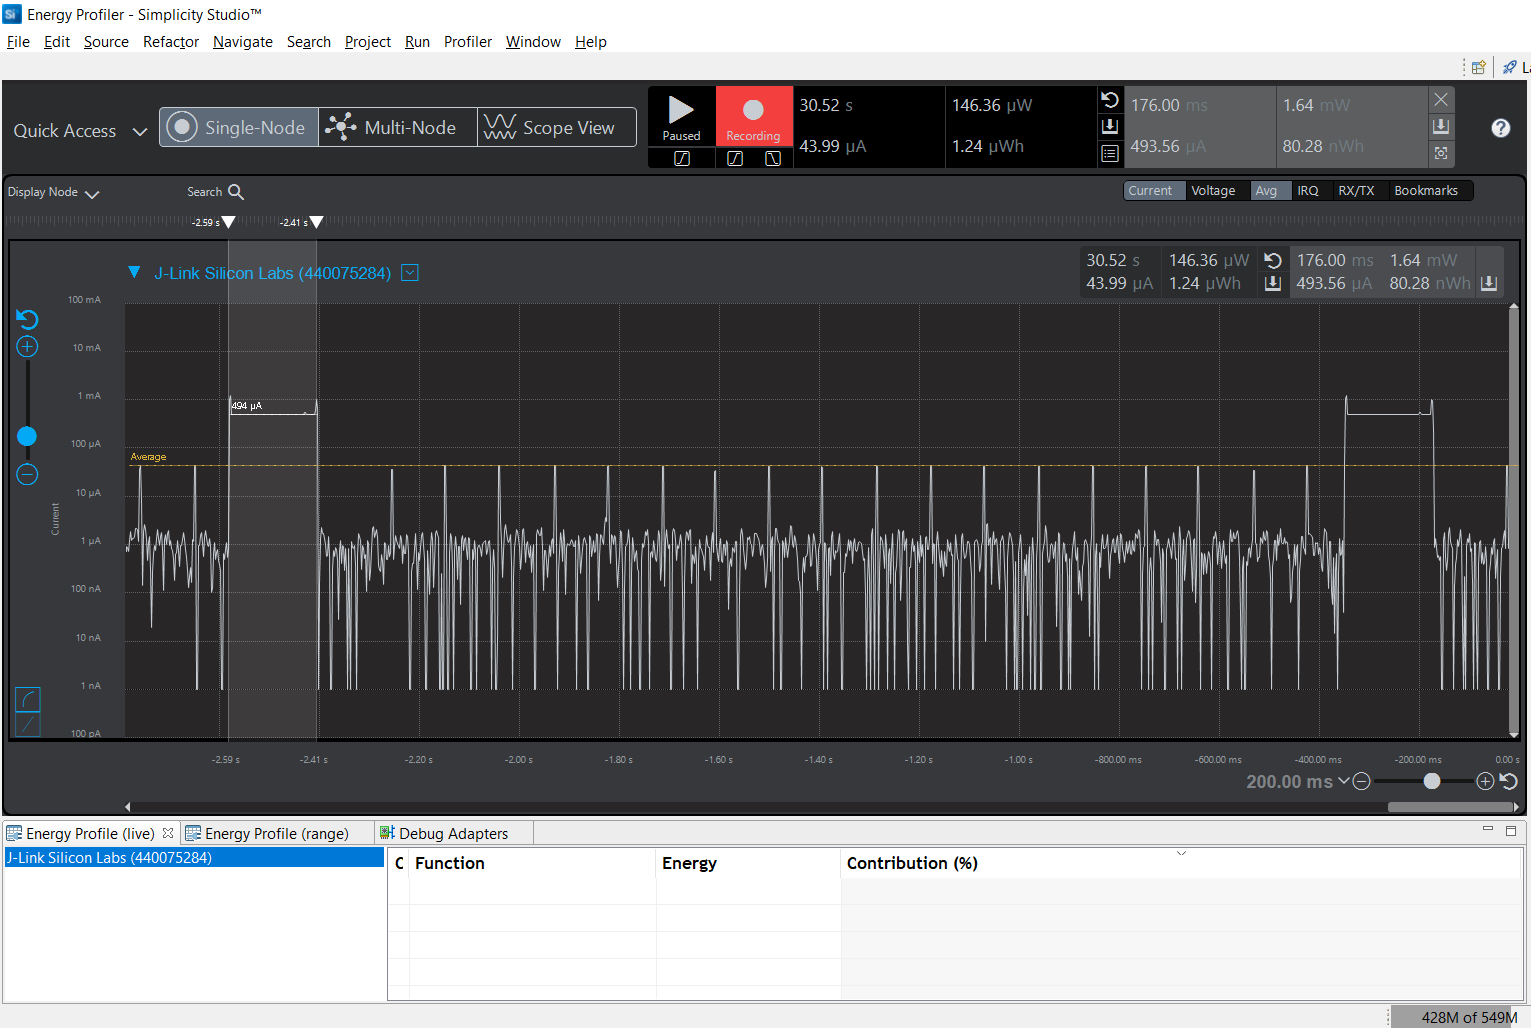 Energy Profiler - Simplicity Studio™
File Edit Source Refactor Navigate Search Project Run Profiler Window Help
Quick Access
Single-Node Multi-Node Scope View
Paused Recording
30.52 s 146.36 µW
43.99 µA 1.24 µWh
176.00 ms 1.64 mW
493.56 µA 80.28 nWh
Display Node Search
Current Voltage Avg IRQ RX/TX Bookmarks
-2.59 s -2.41 s
J-Link Silicon Labs (440075284)
30.52 s 146.36 µW 176.00 ms 1.64 mW
43.99 µA 1.24 µWh 493.56 µA 80.28 nWh
100 mA
10 mA
1 mA
494 µA
100 µA
Average
10 µA
Current
1 µA
100 nA
10 nA
1 nA
100 pA
-2.59 s -2.41 s -2.20 s -2.00 s -1.80 s -1.60 s -1.40 s -1.20 s -1.00 s -800.00 ms -600.00 ms -400.00 ms -200.00 ms 0.00 s
200.00 ms
Energy Profile (live) Energy Profile (range) Debug Adapters
J-Link Silicon Labs (440075284)
C Function Energy Contribution (%)
428M of 549M